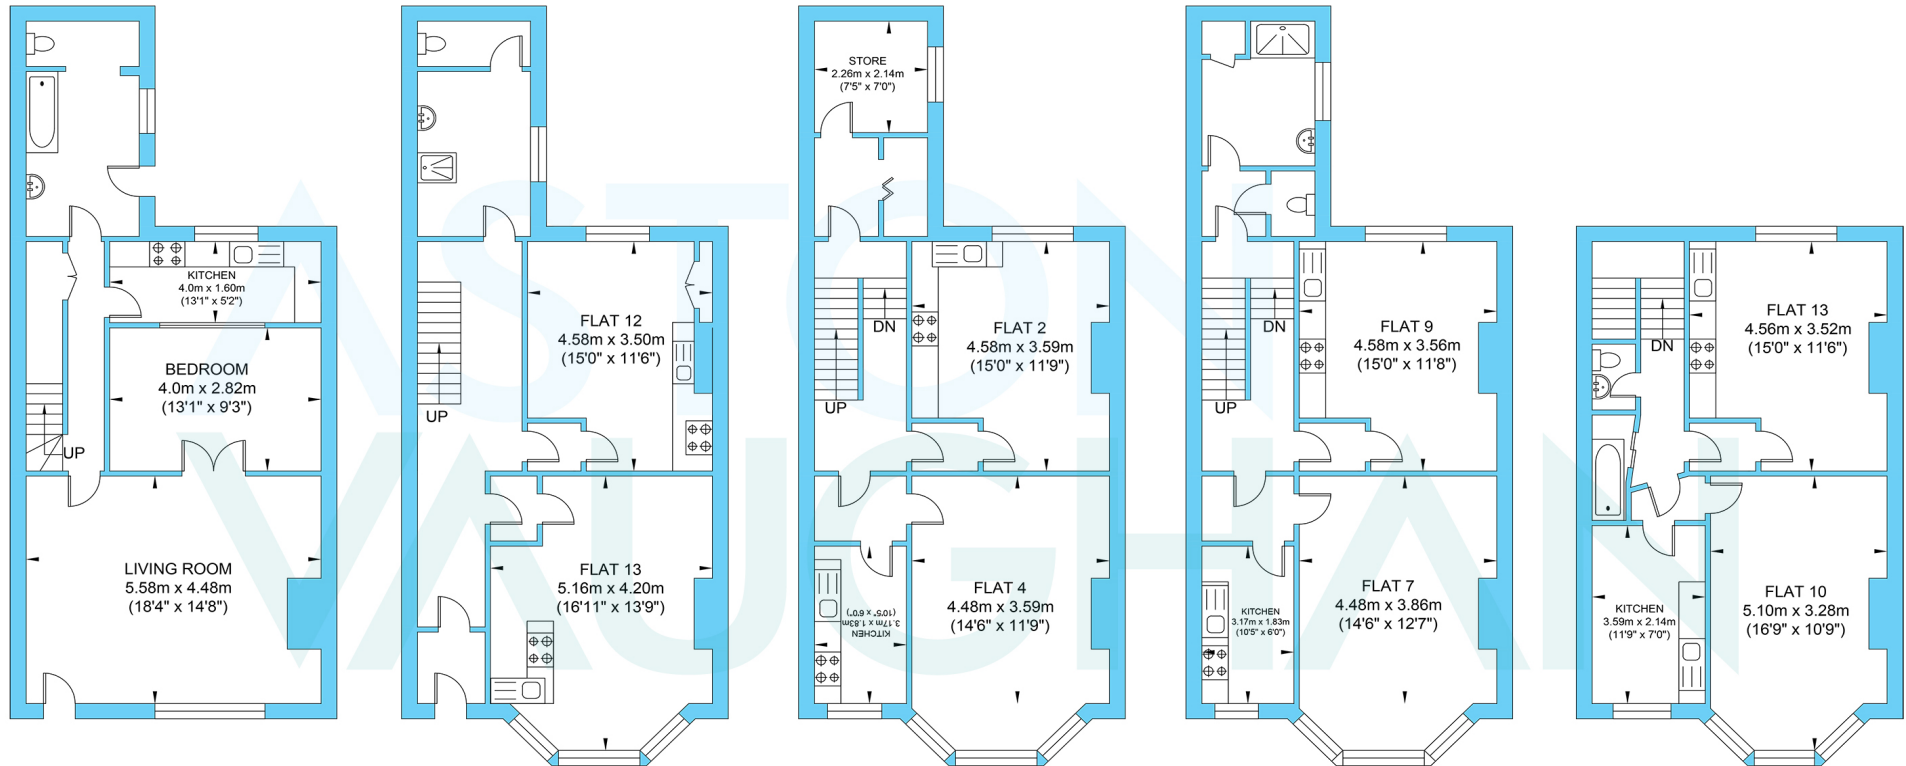 KITCHEN
4.0m x 1.60m
(13'1" x 5'2")
BEDROOM
4.0m x 2.82m
(13'1" x 9'3")
UP
LIVING ROOM
5.58m x 4.48m
(18'4" x 14'8")
FLAT 12
4.58m x 3.50m
(15'0" x 11'6")
UP
FLAT 13
5.16m x 4.20m
(16'11" x 13'9")
STORE
2.26m x 2.14m
(7'5" x 7'0")
DN
FLAT 2
4.58m x 3.59m
(15'0" x 11'9")
UP
KITCHEN
3.17m x 1.83m
(10'5" x 6'0")
FLAT 4
4.48m x 3.59m
(14'6" x 11'9")
DN
FLAT 9
4.58m x 3.56m
(15'0" x 11'8")
UP
KITCHEN
3.17m x 1.83m
(10'5" x 6'0")
FLAT 7
4.48m x 3.86m
(14'6" x 12'7")
DN
FLAT 13
4.56m x 3.52m
(15'0" x 11'6")
KITCHEN
3.59m x 2.14m
(11'9" x 7'0")
FLAT 10
5.10m x 3.28m
(16'9" x 10'9")
ASTON
VAUGHAN